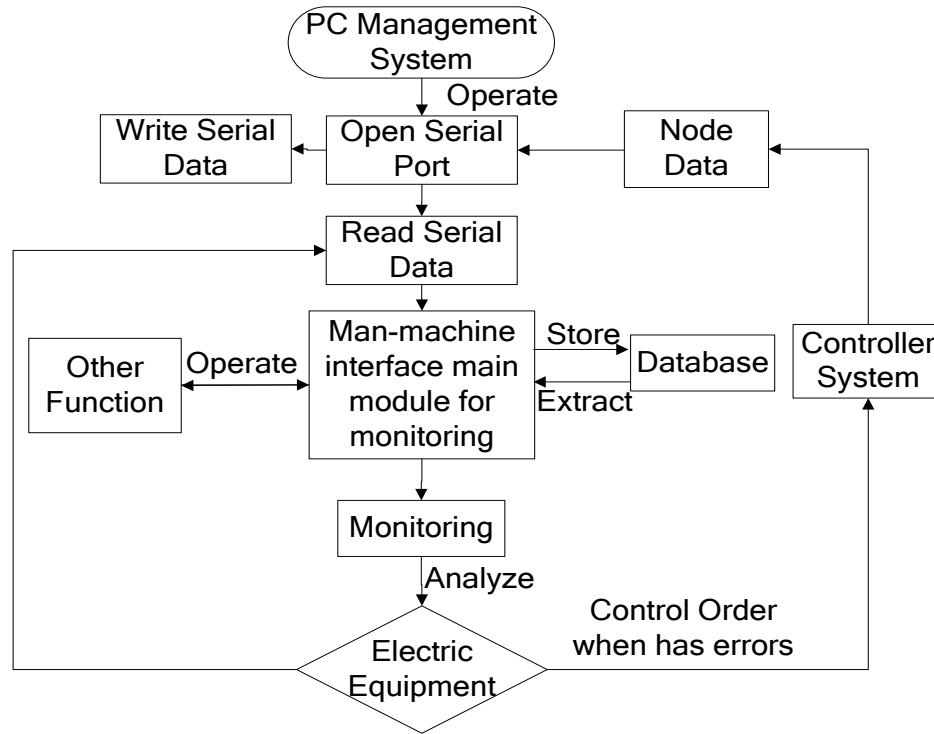 PC Management
System
Operate
Write Serial
Data
Open Serial
Port
Node
Data
Read Serial
Data
Other
Function
Operate
Man-machine
interface main
module for
monitoring
Store
Extract
Database
Controller
System
Monitoring
Analyze
Electric
Equipment
Control Order
when has errors